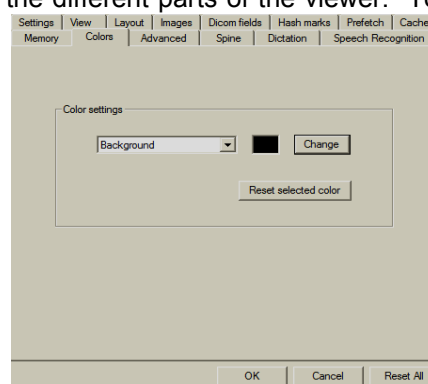 the different parts of the viewer.
Settings View Layout Images Dicom fields Hash marks Prefetch Cache
Memory Colors Advanced Spine Dictation Speech Recognition
Color settings
Background Change
Reset selected color
OK Cancel Reset All